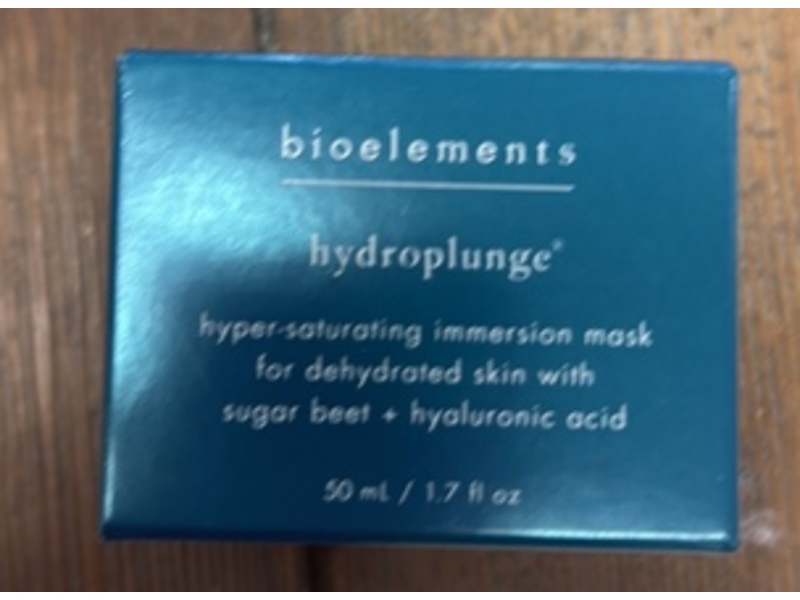 bioelements
hydroplunge®
hyper-saturating immersion mask
for dehydrated skin with
sugar beet + hyaluronic acid
50 mL / 1.7 fl oz